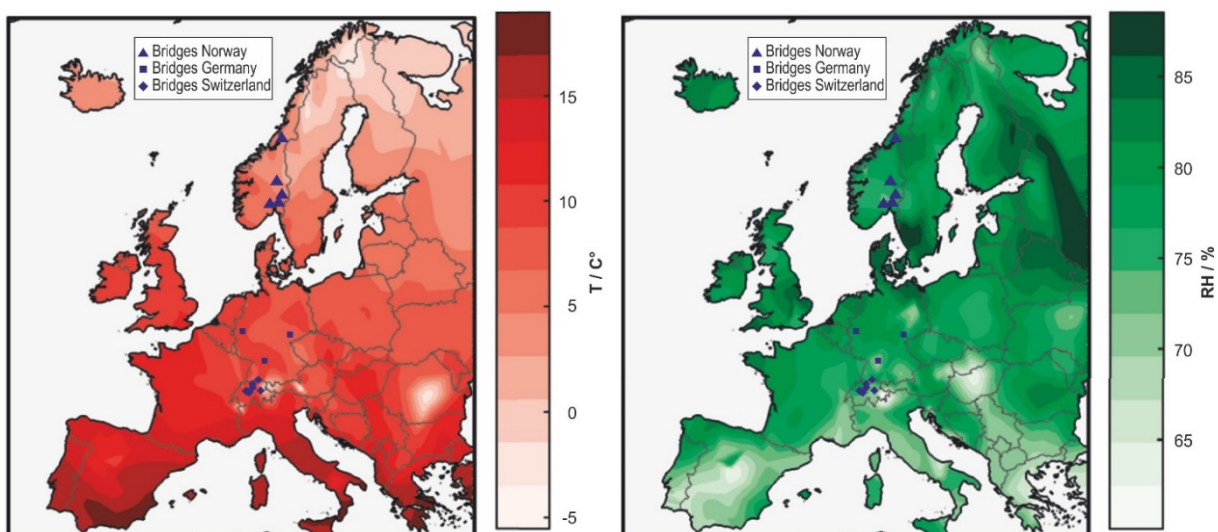 Bridges Norway
Bridges Germany
Bridges Switzerland
15
10
5
0
-5
T / C°
Bridges Norway
Bridges Germany
Bridges Switzerland
85
80
75
70
65
RH / %